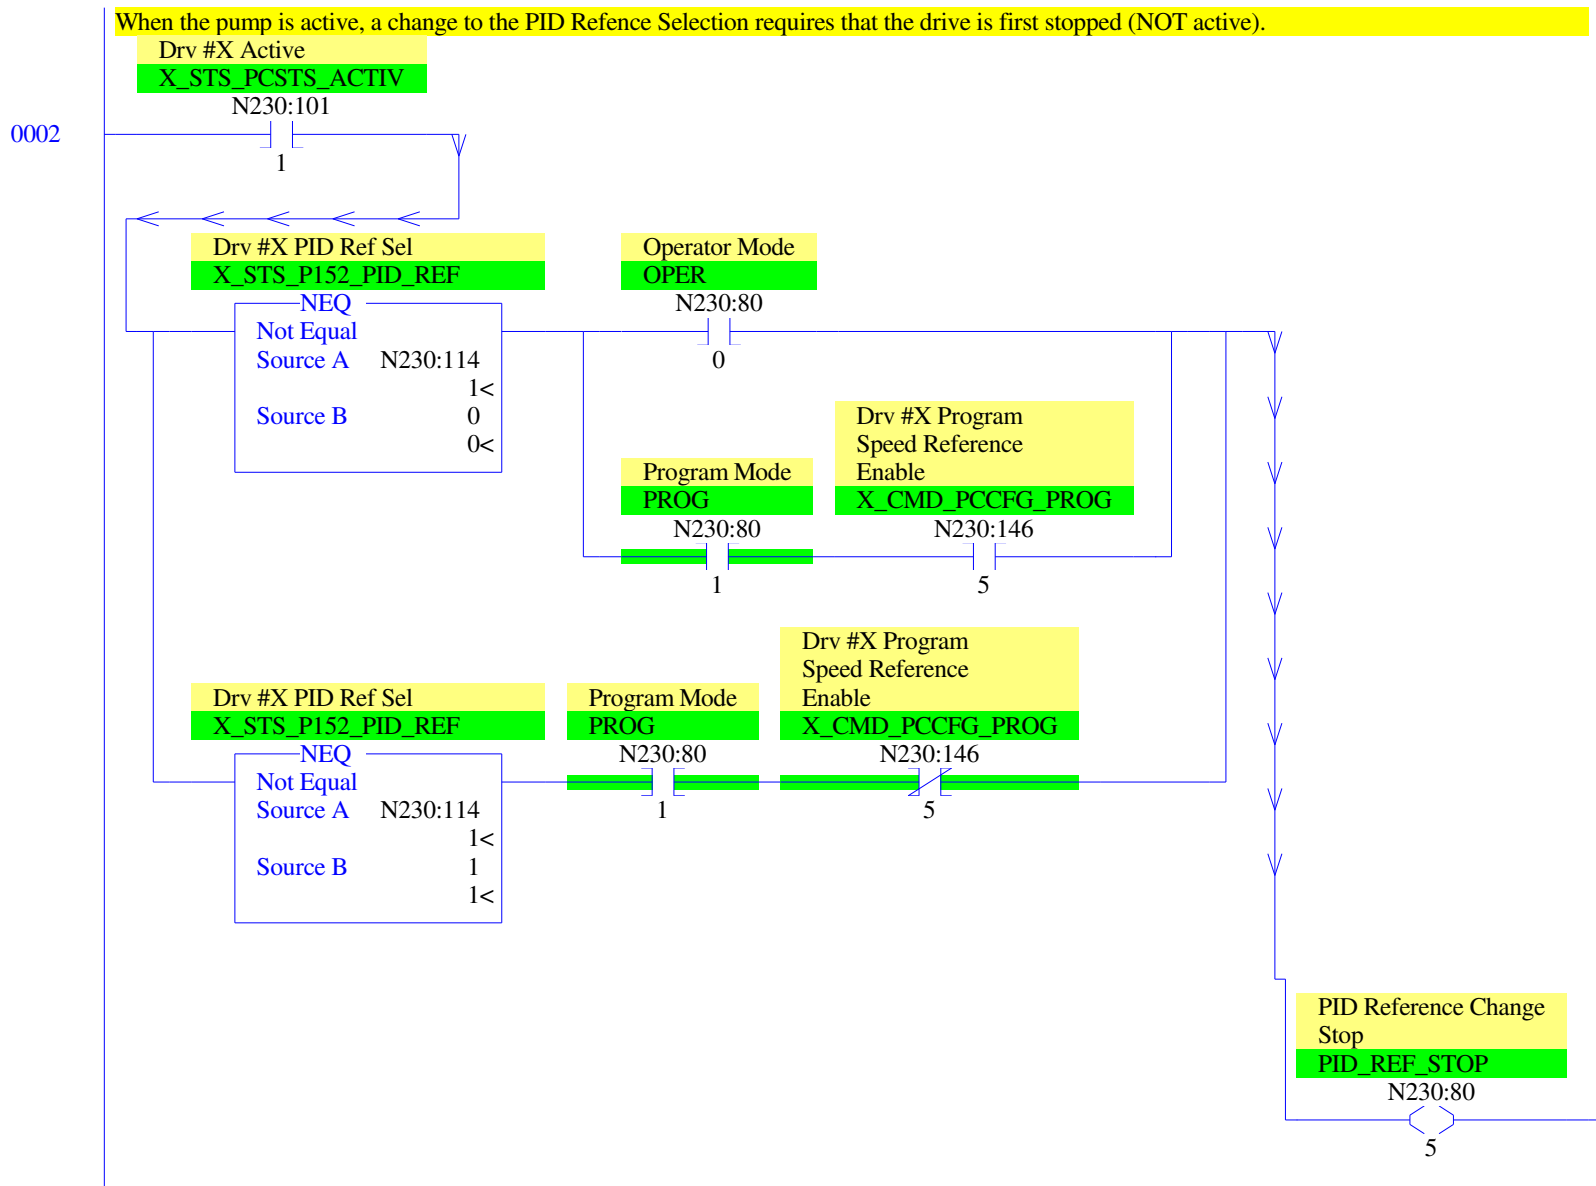 When the pump is active, a change to the PID Refence Selection requires that the drive is first stopped (NOT active).
Drv #X Active
X_STS_PCSTS_ACTIV
N230:101
0002
1
Drv #X PID Ref Sel
X_STS_P152_PID_REF
NEQ
Not Equal
Source A N230:114
1<
Source B 0
0<
Operator Mode
OPER
N230:80
0
Program Mode
PROG
N230:80
1
Drv #X Program
Speed Reference
Enable
X_CMD_PCCFG_PROG
N230:146
5
Drv #X PID Ref Sel
X_STS_P152_PID_REF
NEQ
Not Equal
Source A N230:114
1<
Source B 1
1<
Program Mode
PROG
N230:80
1
Drv #X Program
Speed Reference
Enable
X_CMD_PCCFG_PROG
N230:146
5
PID Reference Change
Stop
PID_REF_STOP
N230:80
5